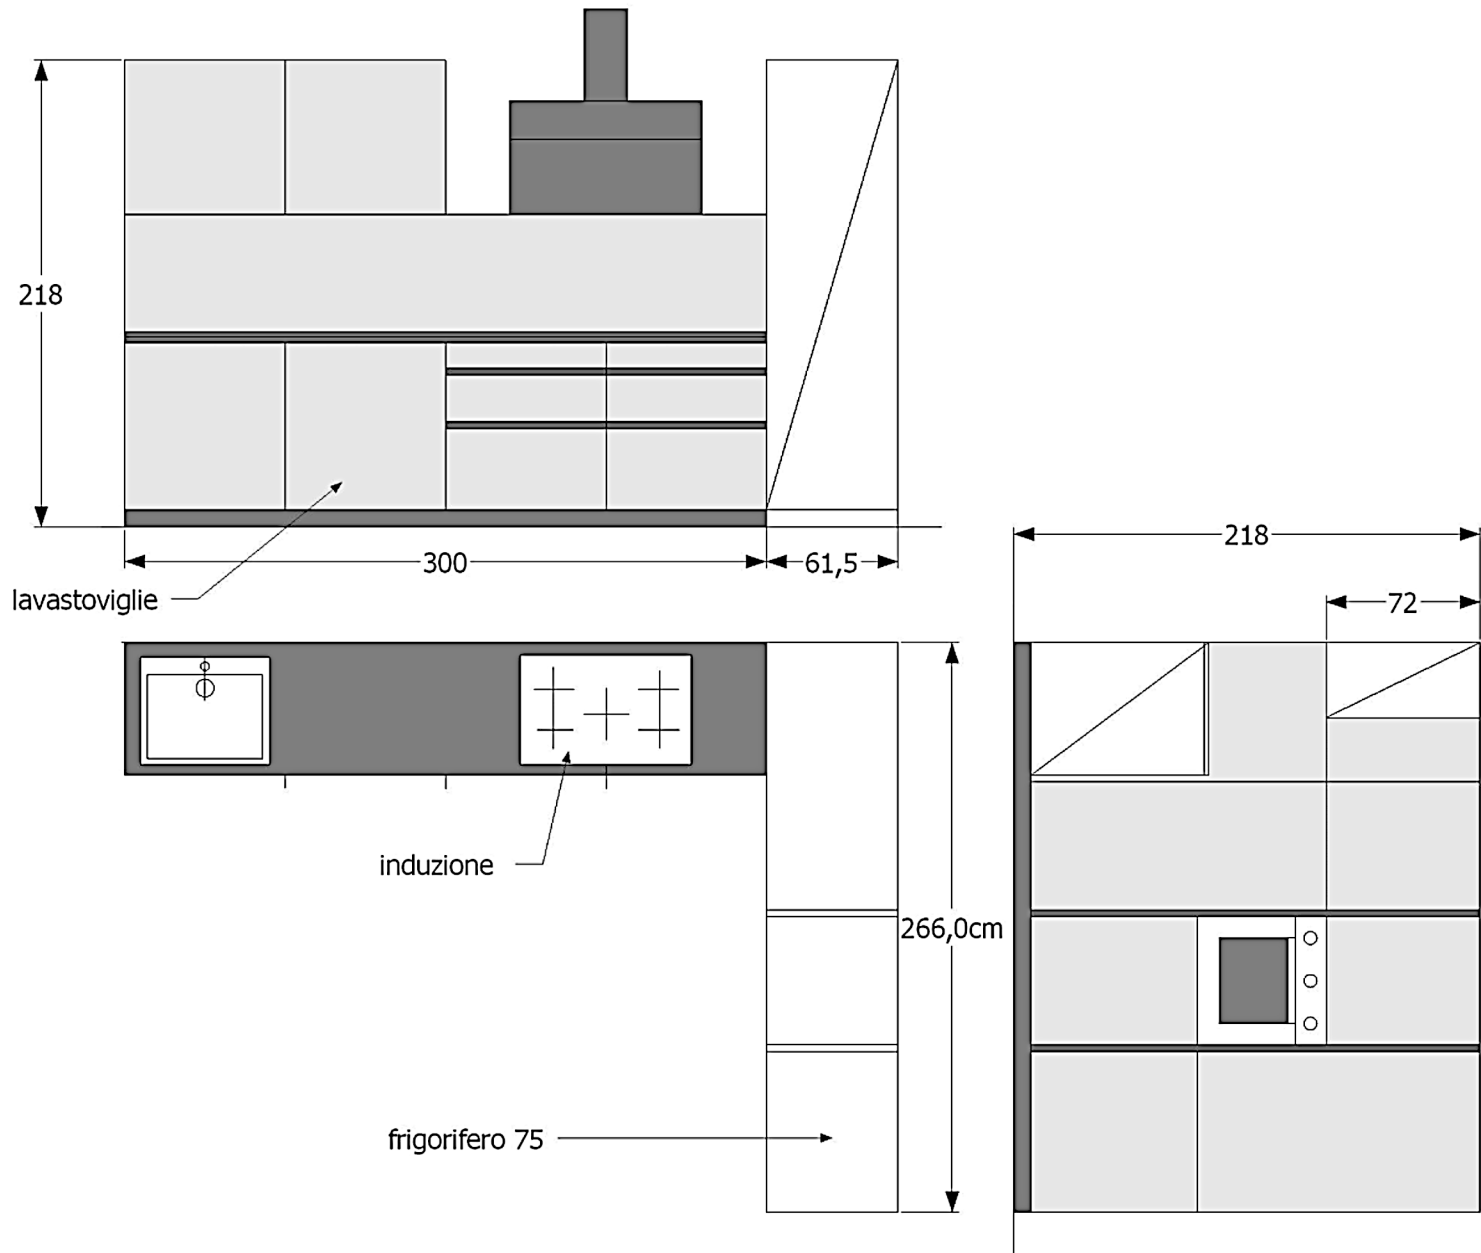 218
300
61,5
lavastoviglie
218
72
induzione
266,0cm
frigorifero 75